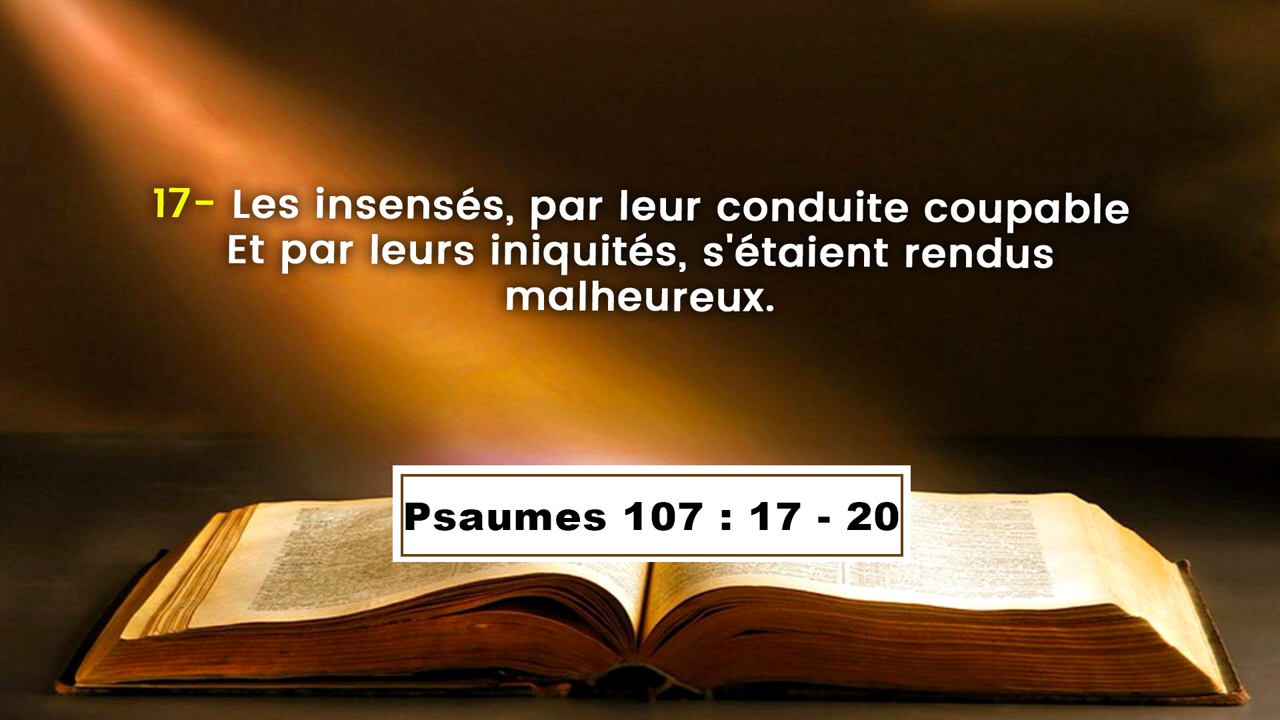 17- Les insensés, par leur conduite coupable
Et par leurs iniquités, s'étaient rendus
malheureux.
Psaumes 107 : 17 - 20